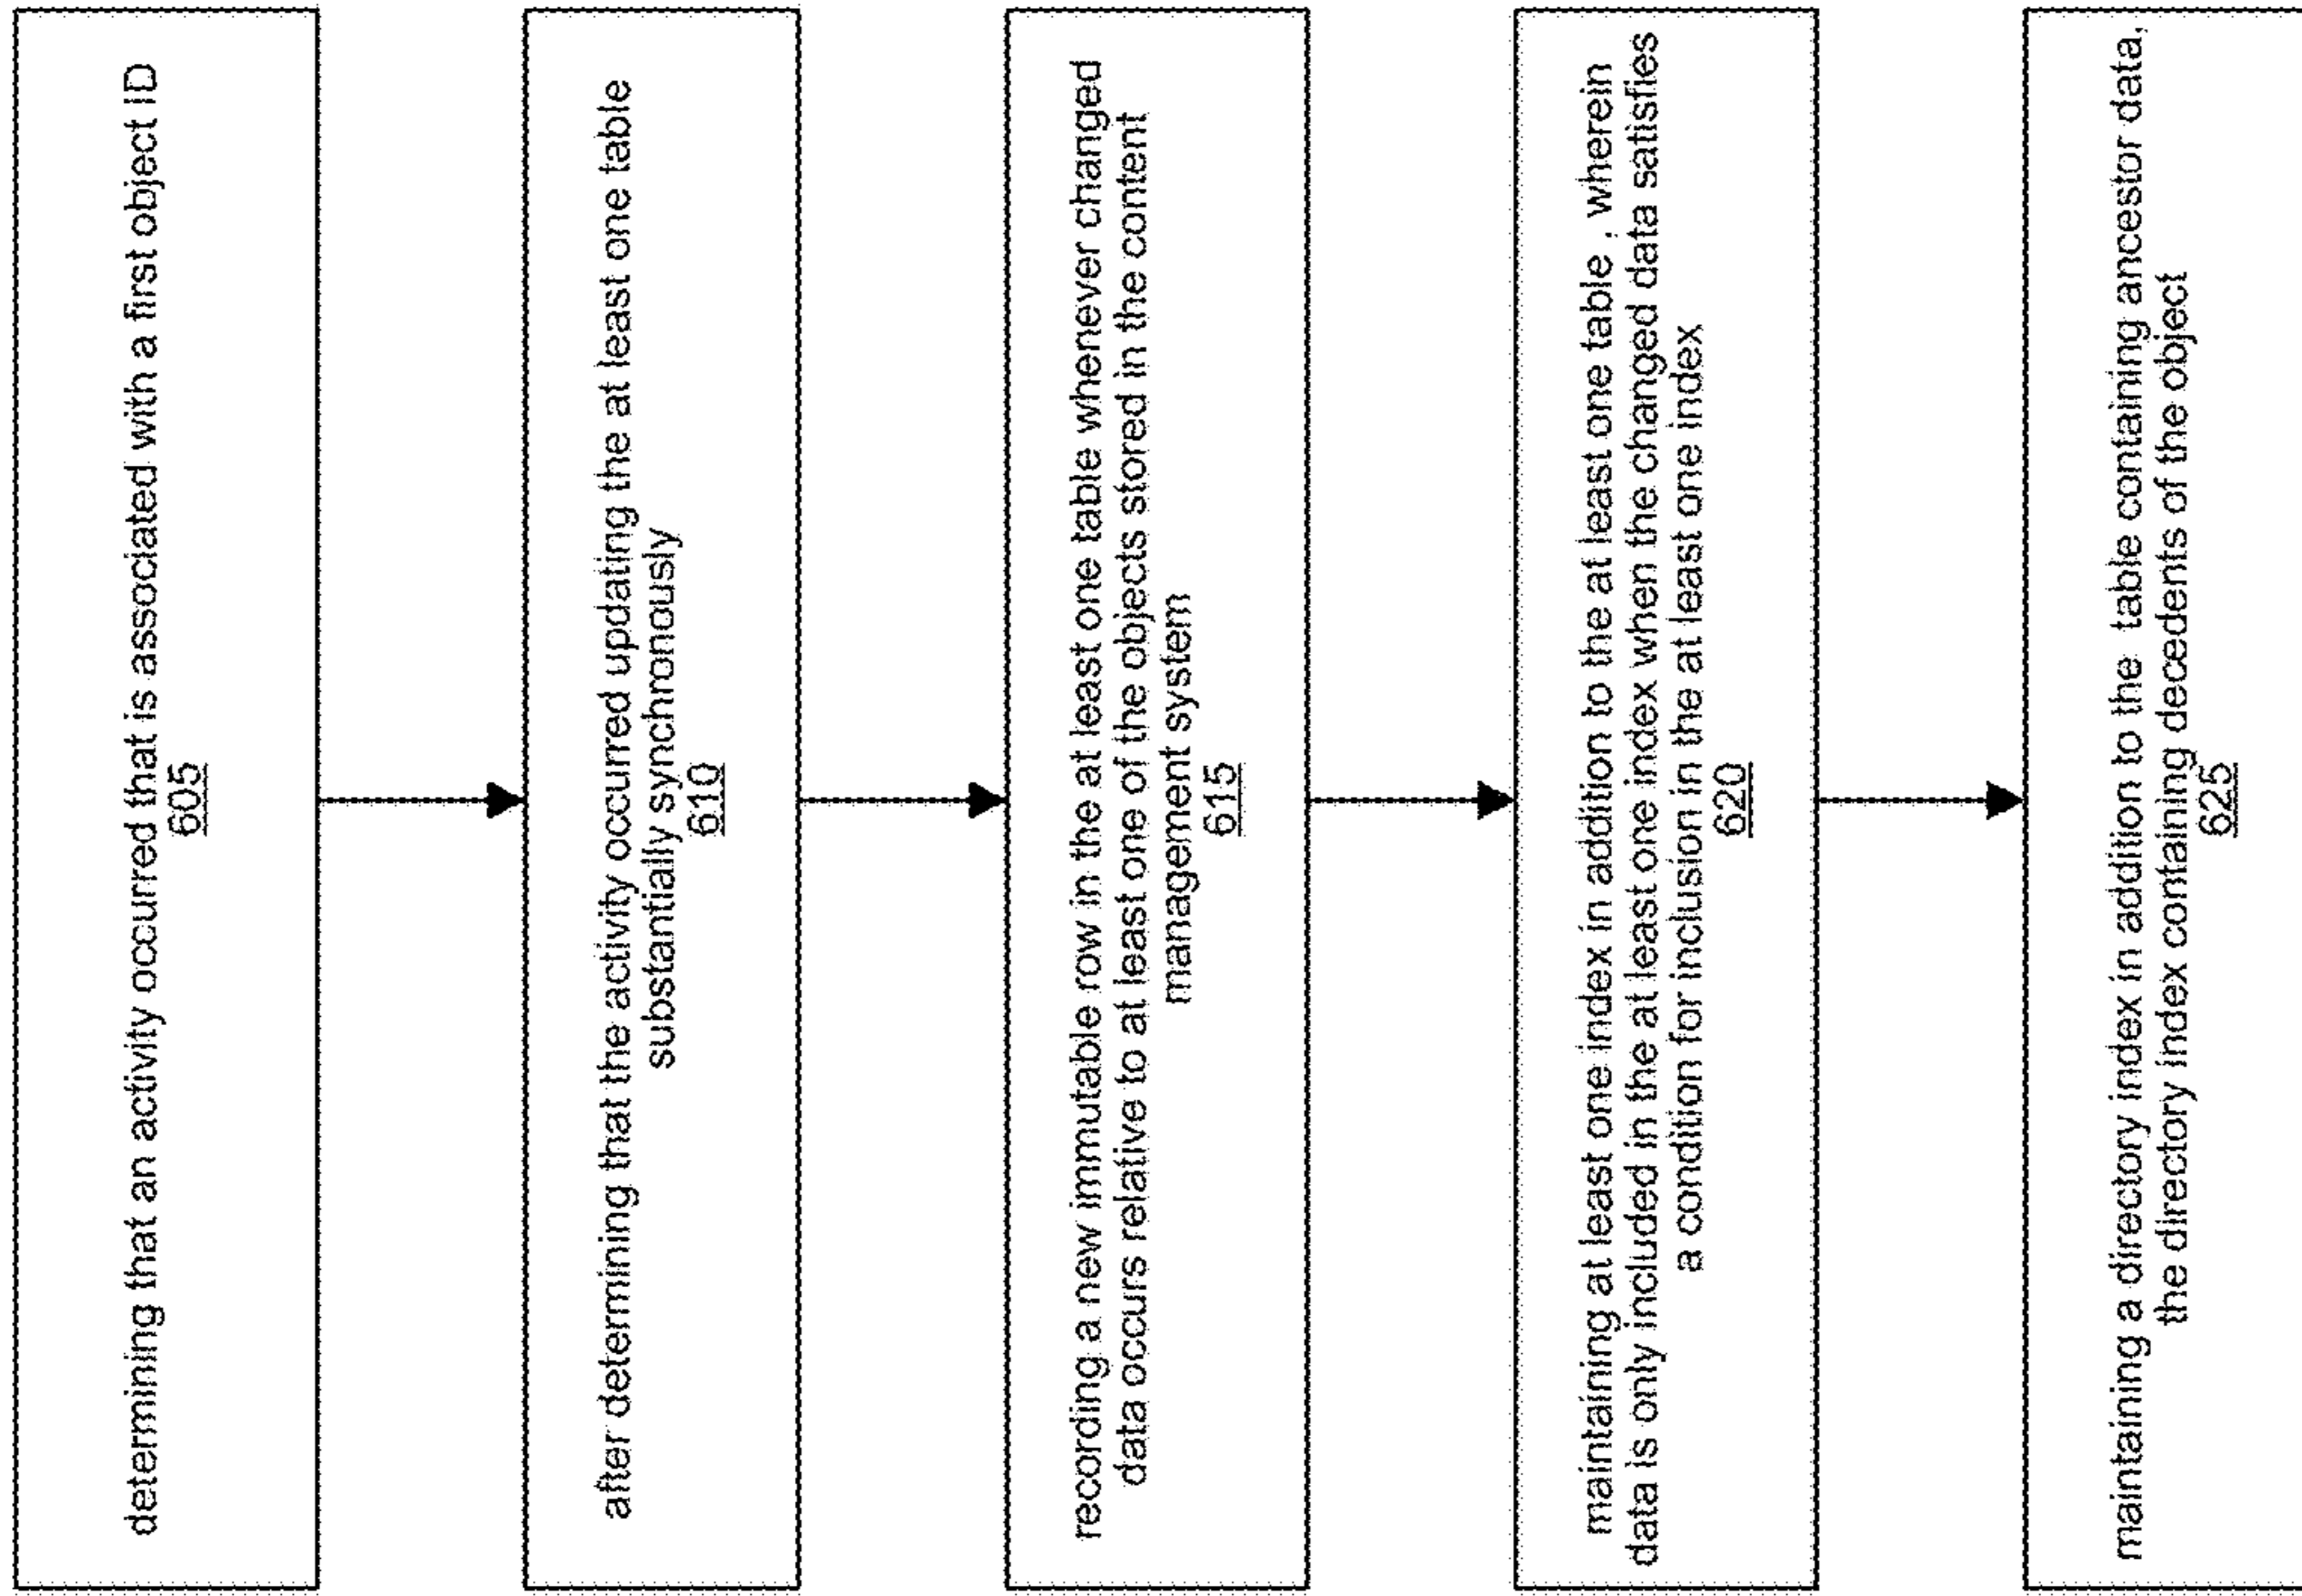 determining that an activity occurred that is associated with a first object ID
605
after determining that the activity occurred updating the at least one table
substantially synchronously
610
recording a new immutable row in the at least one table whenever changed
data occurs relative to at least one of the objects stored in the content
management system
615
maintaining at least one index in addition to the at least one table , wherein
data is only included in the at least one index when the changed data satisfies
a condition for inclusion in the at least one index
620
maintaining a directory index in addition to the table containing ancestor data,
the directory index containing decedents of the object
625